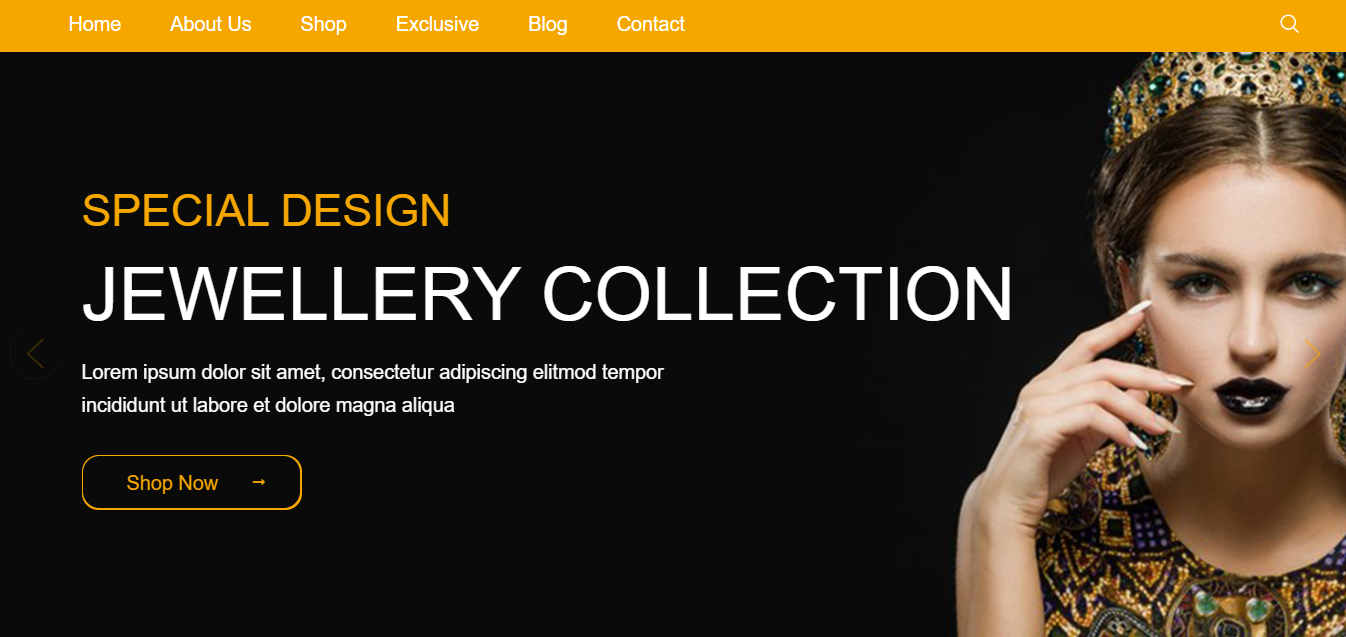 Home About Us Shop Exclusive Blog Contact
SPECIAL DESIGN
JEWELLERY COLLECTION
Lorem ipsum dolor sit amet, consectetur adipiscing elitmod tempor
incididunt ut labore et dolore magna aliqua
Shop Now →